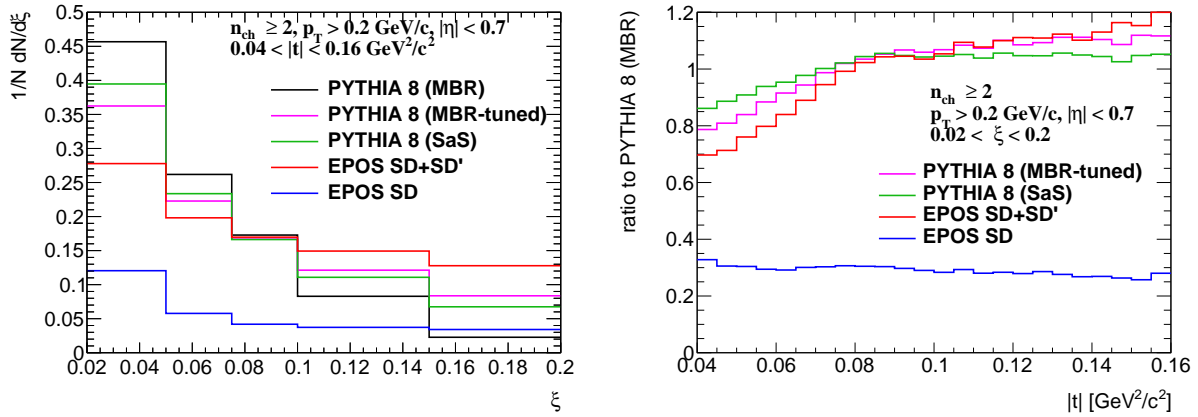 1/N dN/dξ
0.5
0.45
0.4
0.35
0.3
0.25
0.2
0.15
0.1
0.05
0
n_ch ≥ 2, p_T > 0.2 GeV/c, |η| < 0.7
0.04 < |t| < 0.16 GeV²/c²
PYTHIA 8 (MBR)
PYTHIA 8 (MBR-tuned)
PYTHIA 8 (SaS)
EPOS SD+SD'
EPOS SD
0.02 0.04 0.06 0.08 0.1 0.12 0.14 0.16 0.18 0.2
ξ
ratio to PYTHIA 8 (MBR)
1.2
1
0.8
0.6
0.4
0.2
0
n_ch ≥ 2
p_T > 0.2 GeV/c, |η| < 0.7
0.02 < ξ < 0.2
PYTHIA 8 (MBR-tuned)
PYTHIA 8 (SaS)
EPOS SD+SD'
EPOS SD
0.04 0.06 0.08 0.1 0.12 0.14 0.16
|t| [GeV²/c²]